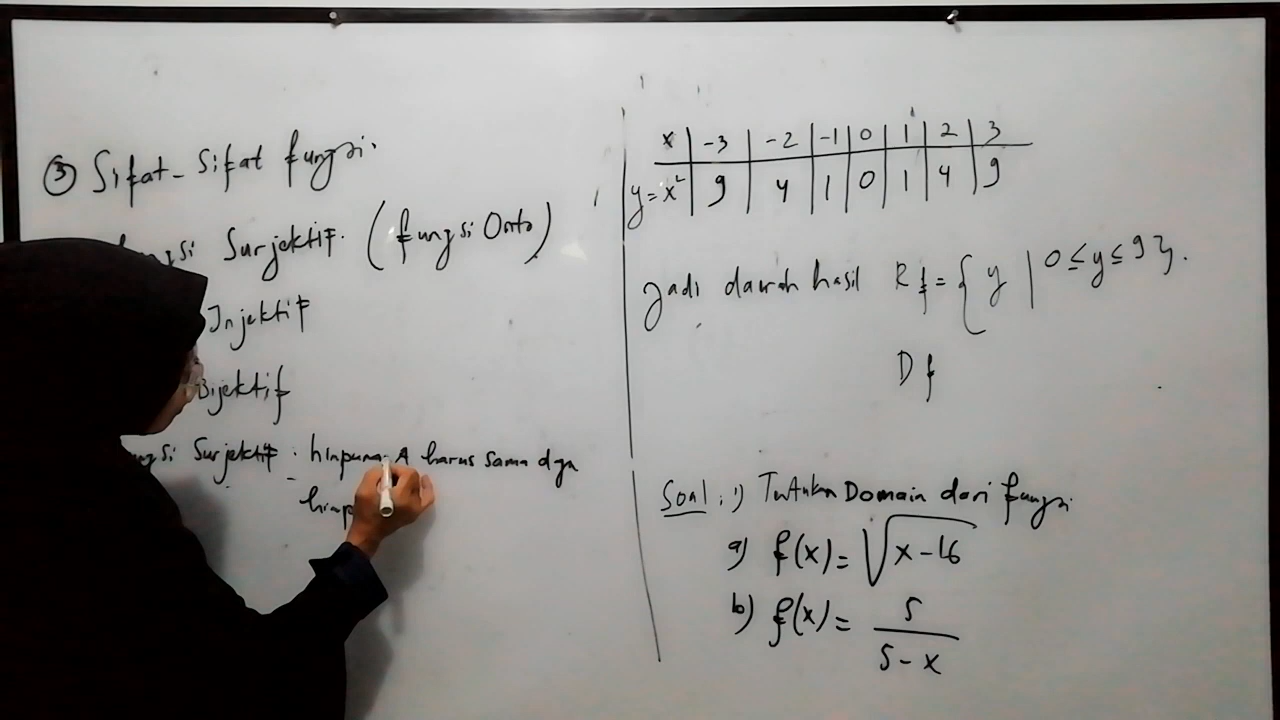 ③ Sifat-Sifat fungsi.
Surjektif. (fungsi Onto)
Injektif
Bijektif
Surjektif : himpuna A harus sama dgn
himp
x | -3 | -2 | -1 | 0 | 1 | 2 | 3
y=x² | 9 | 4 | 1 | 0 | 1 | 4 | 9
Jadi daerah hasil Rf = { y | 0 ≤ y ≤ 9 }.
Df
Soal : 1) Tentukan Domain dari fungsi
a) f(x) = √(x-16)
b) f(x) = 5/(5-x)